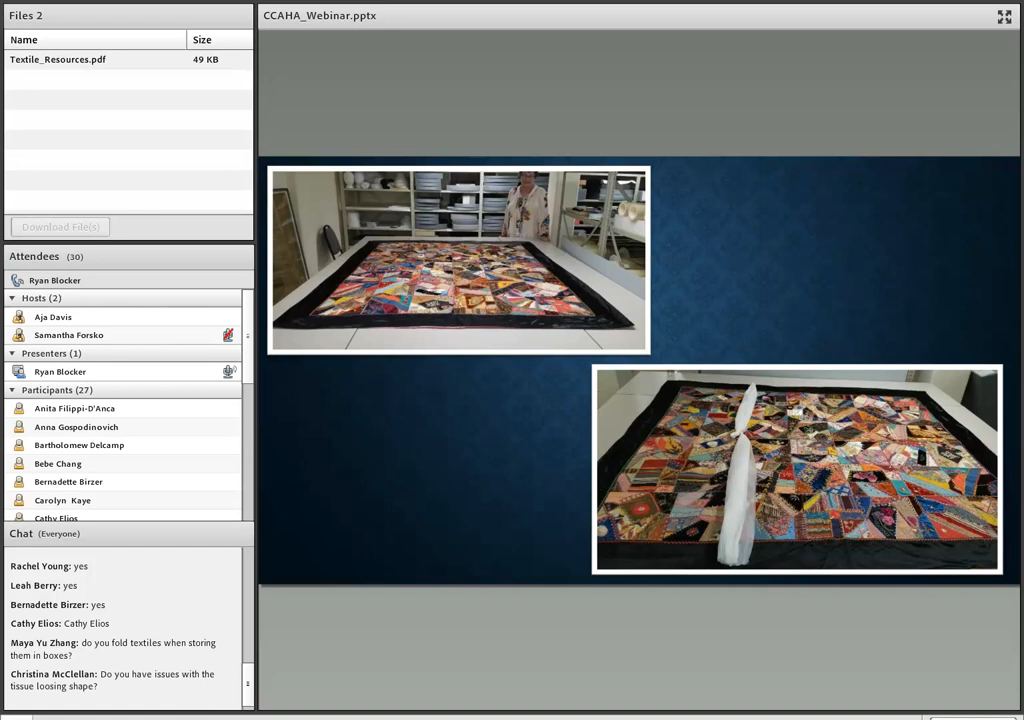 Files 2
Name Size
Textile_Resources.pdf 49 KB
Download File(s)
Attendees (30)
Ryan Blocker
Hosts (2)
Aja Davis
Samantha Forsko
Presenters (1)
Ryan Blocker
Participants (27)
Anita Filippi-D'Anca
Anna Gospodinovich
Bartholomew Delcamp
Bebe Chang
Bernadette Birzer
Carolyn Kaye
Cathy Elios
Chat (Everyone)
Rachel Young: yes
Leah Berry: yes
Bernadette Birzer: yes
Cathy Elios: Cathy Elios
Maya Yu Zhang: do you fold textiles when storing
them in boxes?
Christina McClellan: Do you have issues with the
tissue loosing shape?
CCAHA_Webinar.pptx